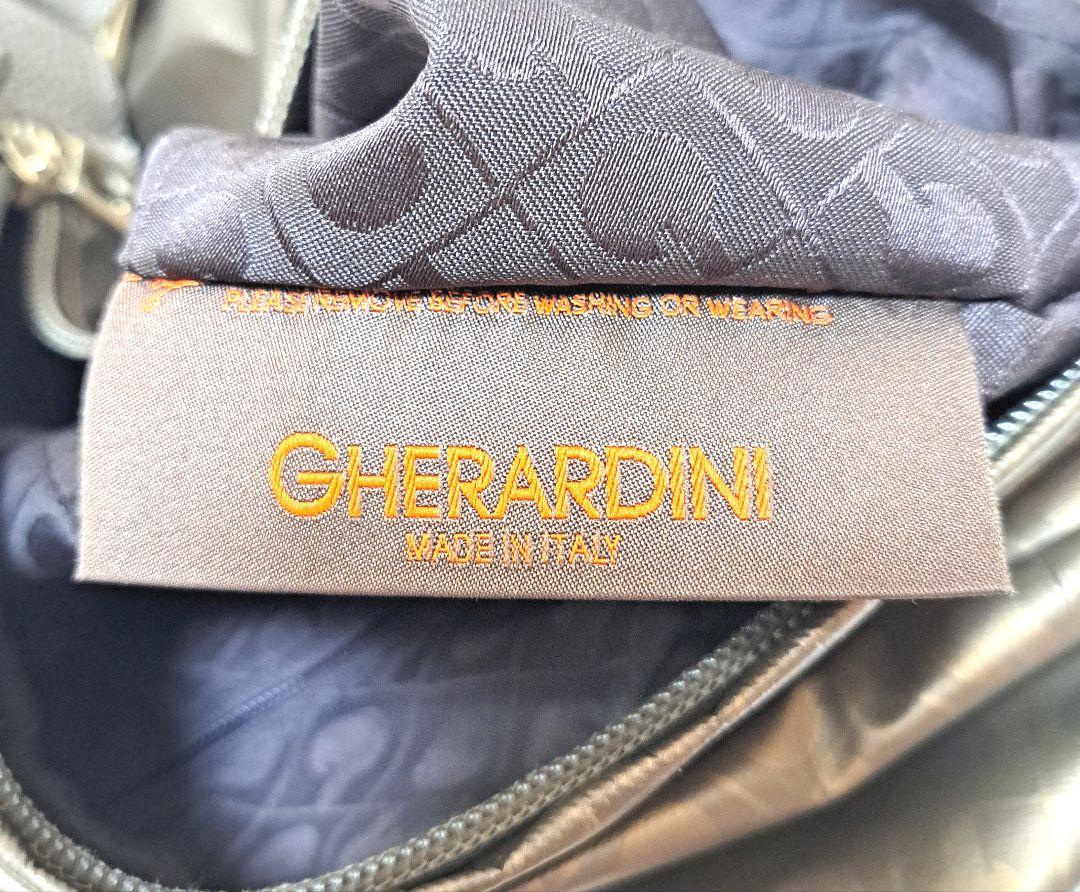 PLEASE REMOVE BEFORE WASHING OR WEARING
GHERARDINI
MADE IN ITALY